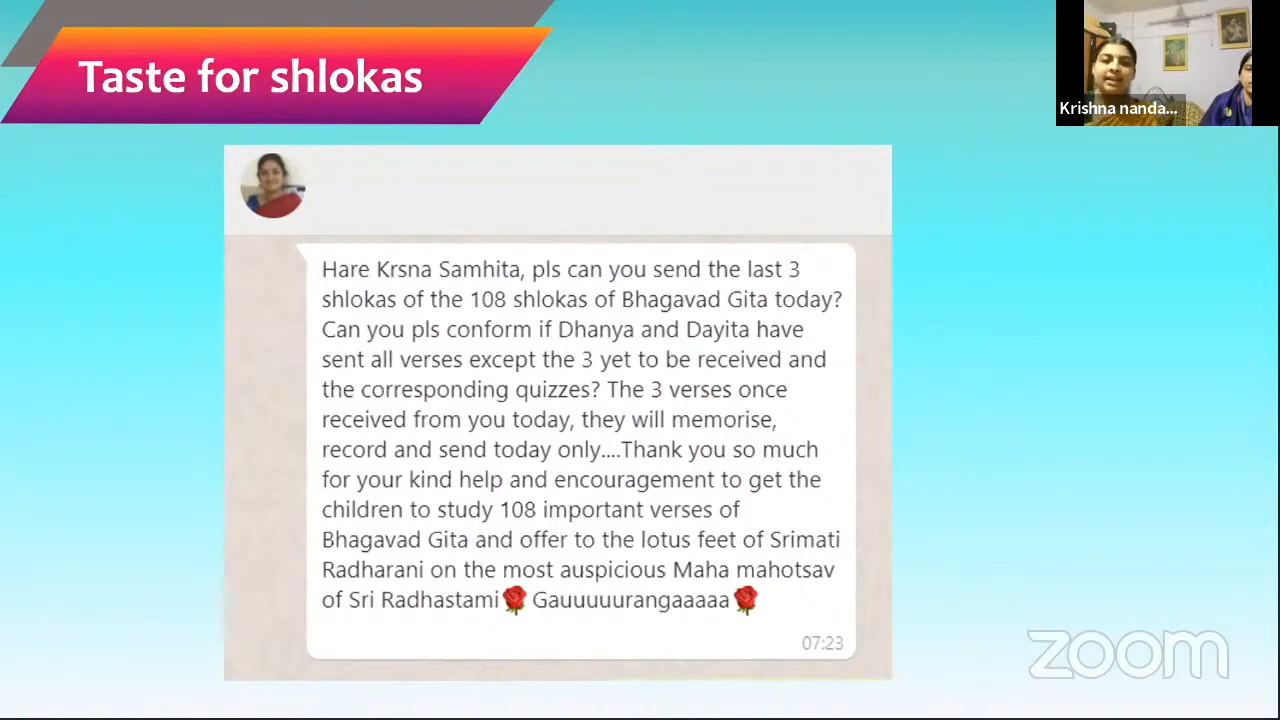 Taste for shlokas
Krishna nanda...
Hare Krsna Samhita, pls can you send the last 3
shlokas of the 108 shlokas of Bhagavad Gita today?
Can you pls conform if Dhanya and Dayita have
sent all verses except the 3 yet to be received and
the corresponding quizzes? The 3 verses once
received from you today, they will memorise,
record and send today only....Thank you so much
for your kind help and encouragement to get the
children to study 108 important verses of
Bhagavad Gita and offer to the lotus feet of Srimati
Radharani on the most auspicious Maha mahotsav
of Sri Radhastami🌹 Gauuuuurangaaaaa🌹
07:23
zoom